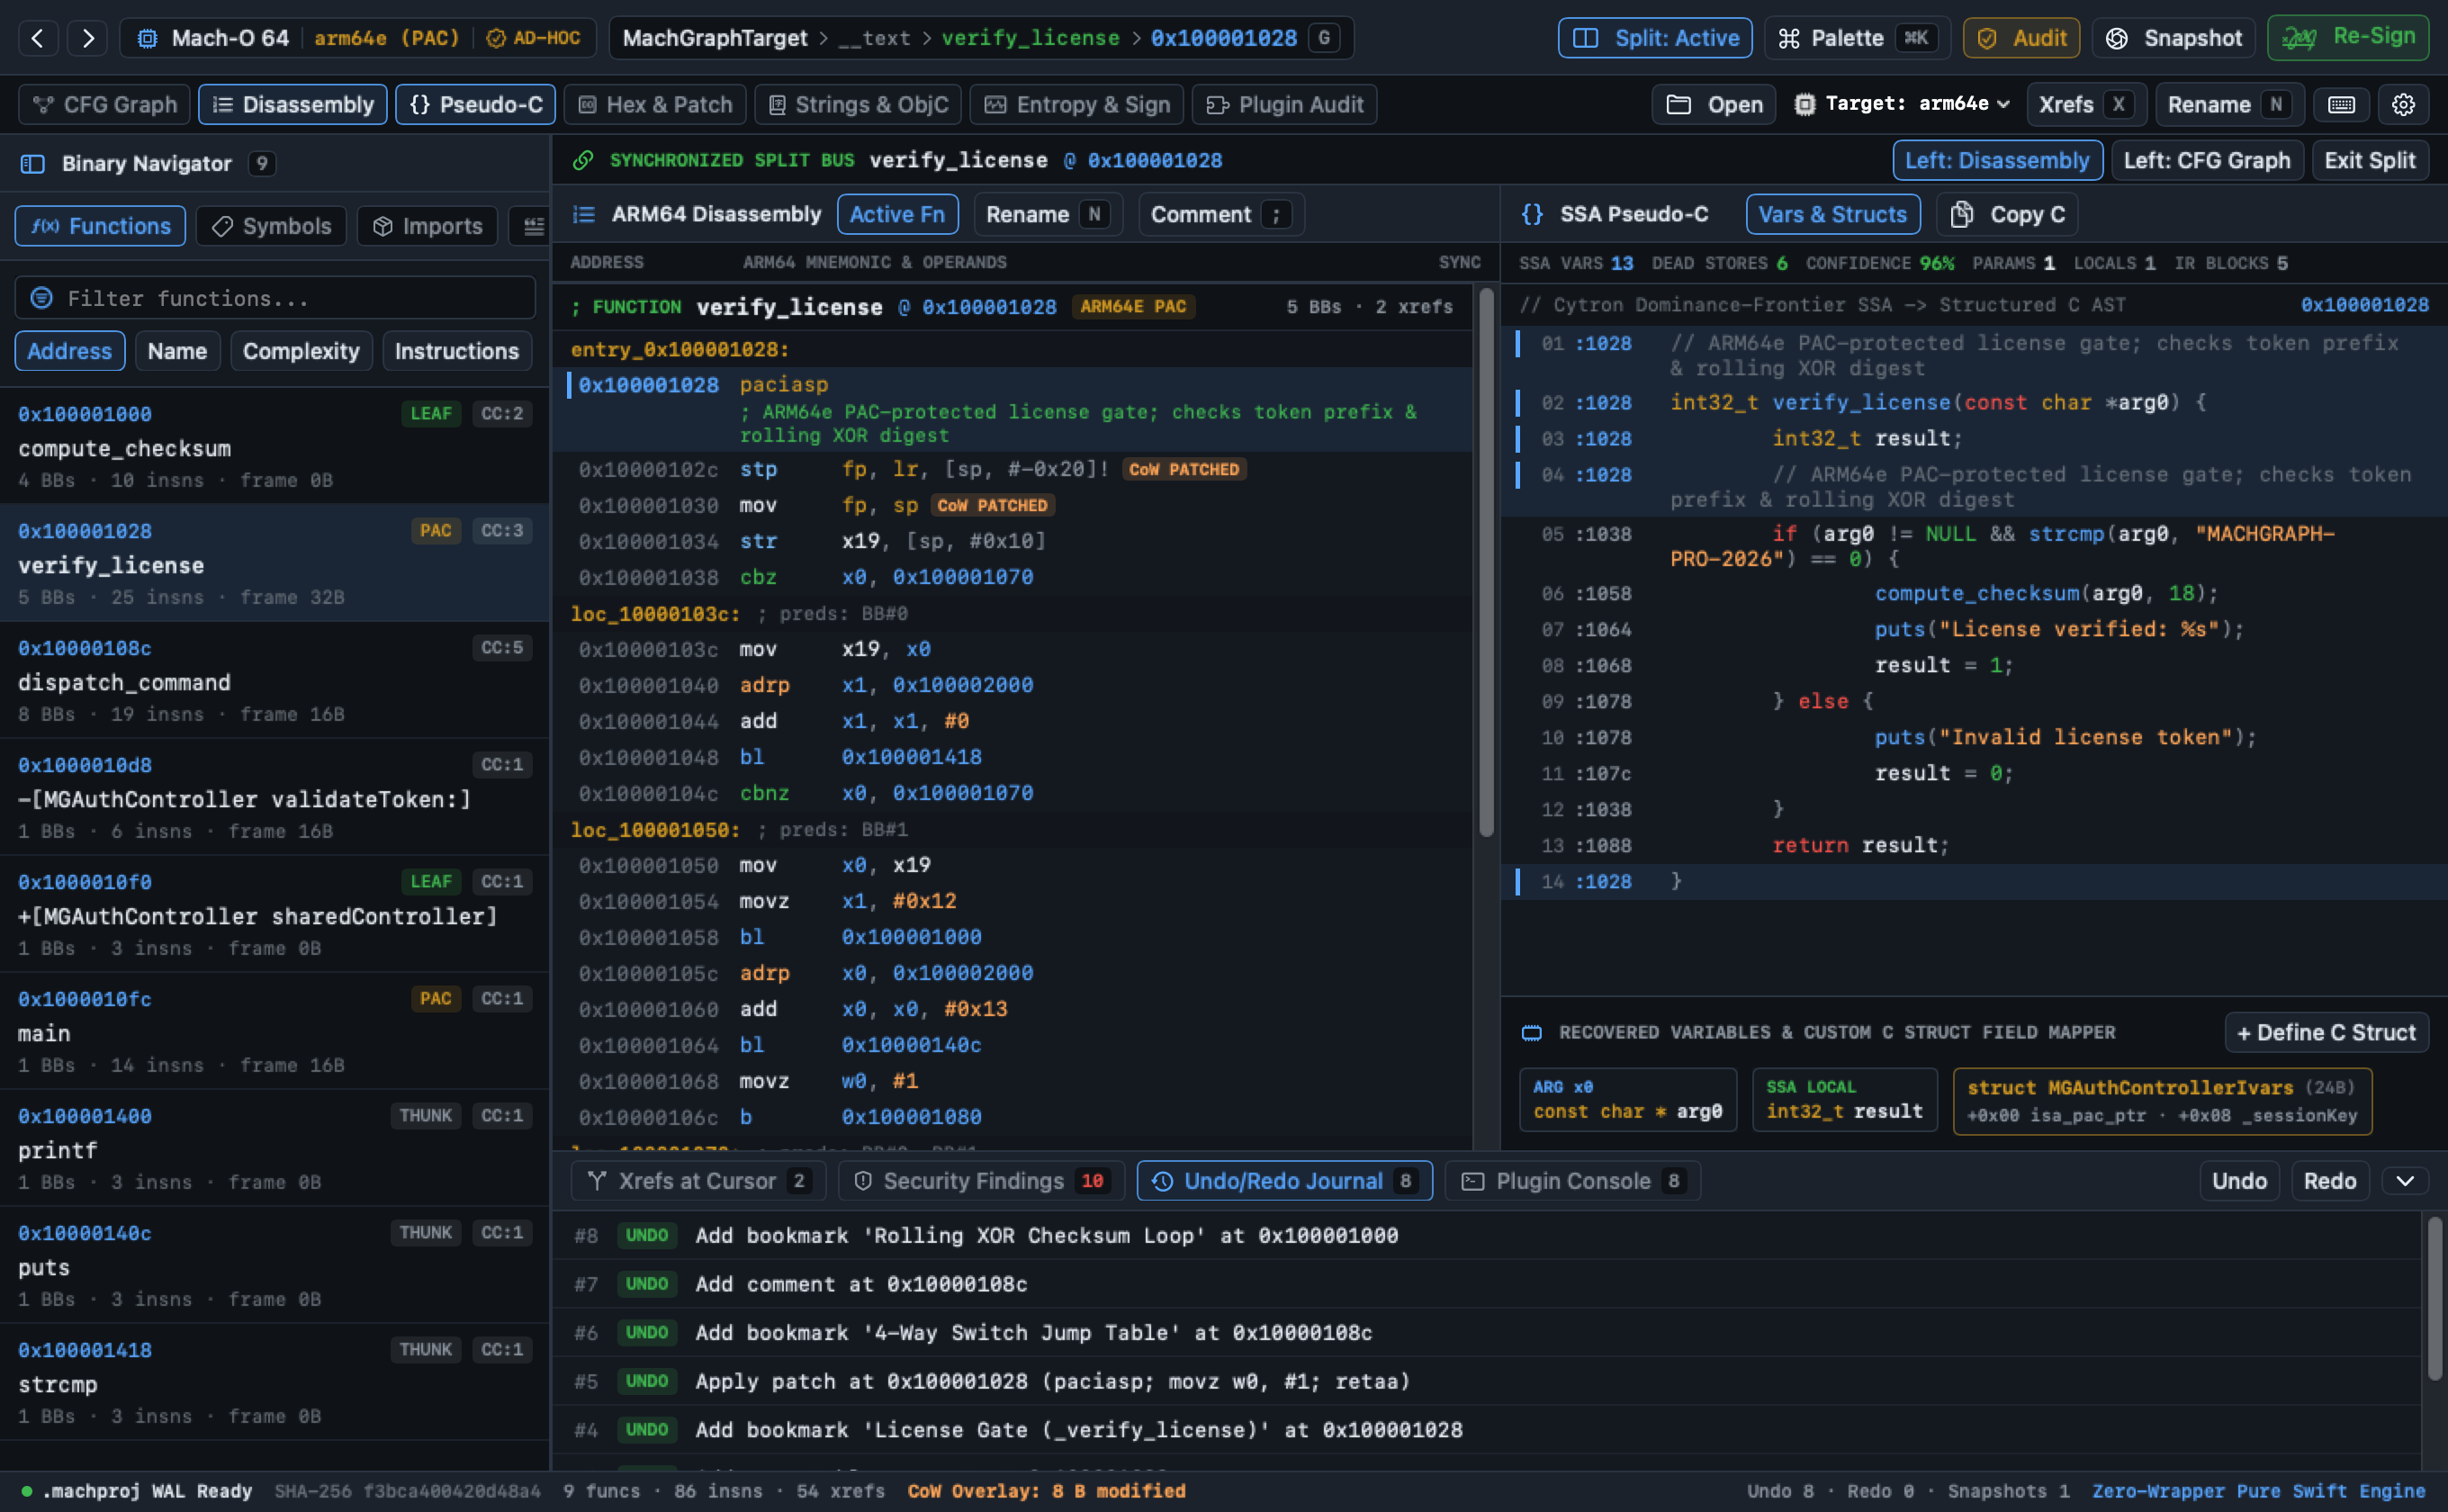 Mach-O 64 arm64e (PAC) AD-HOC MachGraphTarget > __text > verify_license > 0x100001028 G Split: Active Palette ⌘K Audit Snapshot Re-Sign
CFG Graph Disassembly {} Pseudo-C Hex & Patch Strings & ObjC Entropy & Sign Plugin Audit Open Target: arm64e Xrefs X Rename N
Binary Navigator 9
Functions Symbols Imports
Filter functions...
Address Name Complexity Instructions
0x100001000 LEAF CC:2
compute_checksum
4 BBs · 10 insns · frame 0B
0x100001028 PAC CC:3
verify_license
5 BBs · 25 insns · frame 32B
0x10000108c CC:5
dispatch_command
8 BBs · 19 insns · frame 16B
0x1000010d8 CC:1
-[MGAuthController validateToken:]
1 BBs · 6 insns · frame 16B
0x1000010f0 LEAF CC:1
+[MGAuthController sharedController]
1 BBs · 3 insns · frame 0B
0x1000010fc PAC CC:1
main
1 BBs · 14 insns · frame 16B
0x100001400 THUNK CC:1
printf
1 BBs · 3 insns · frame 0B
0x10000140c THUNK CC:1
puts
1 BBs · 3 insns · frame 0B
0x100001418 THUNK CC:1
strcmp
1 BBs · 3 insns · frame 0B
SYNCHRONIZED SPLIT BUS verify_license @ 0x100001028 Left: Disassembly Left: CFG Graph Exit Split
ARM64 Disassembly Active Fn Rename N Comment ;
ADDRESS ARM64 MNEMONIC & OPERANDS SYNC
; FUNCTION verify_license @ 0x100001028 ARM64E PAC 5 BBs · 2 xrefs
entry_0x100001028:
0x100001028 paciasp
; ARM64e PAC-protected license gate; checks token prefix &
rolling XOR digest
0x10000102c stp fp, lr, [sp, #-0x20]! CoW PATCHED
0x100001030 mov fp, sp CoW PATCHED
0x100001034 str x19, [sp, #0x10]
0x100001038 cbz x0, 0x100001070
loc_10000103c: ; preds: BB#0
0x10000103c mov x19, x0
0x100001040 adrp x1, 0x100002000
0x100001044 add x1, x1, #0
0x100001048 bl 0x100001418
0x10000104c cbnz x0, 0x100001070
loc_100001050: ; preds: BB#1
0x100001050 mov x0, x19
0x100001054 movz x1, #0x12
0x100001058 bl 0x100001000
0x10000105c adrp x0, 0x100002000
0x100001060 add x0, x0, #0x13
0x100001064 bl 0x10000140c
0x100001068 movz w0, #1
0x10000106c b 0x100001080
{} SSA Pseudo-C Vars & Structs Copy C
SSA VARS 13 DEAD STORES 6 CONFIDENCE 96% PARAMS 1 LOCALS 1 IR BLOCKS 5
// Cytron Dominance-Frontier SSA -> Structured C AST 0x100001028
01 :1028 // ARM64e PAC-protected license gate; checks token prefix
& rolling XOR digest
02 :1028 int32_t verify_license(const char *arg0) {
03 :1028 int32_t result;
04 :1028 // ARM64e PAC-protected license gate; checks token
prefix & rolling XOR digest
05 :1038 if (arg0 != NULL && strcmp(arg0, "MACHGRAPH-
PRO-2026") == 0) {
06 :1058 compute_checksum(arg0, 18);
07 :1064 puts("License verified: %s");
08 :1068 result = 1;
09 :1078 } else {
10 :1078 puts("Invalid license token");
11 :107c result = 0;
12 :1038 }
13 :1088 return result;
14 :1028 }
RECOVERED VARIABLES & CUSTOM C STRUCT FIELD MAPPER + Define C Struct
ARG x0
const char * arg0
SSA LOCAL
int32_t result
struct MGAuthControllerIvars (24B)
+0x00 isa_pac_ptr · +0x08 _sessionKey
Xrefs at Cursor 2 Security Findings 10 Undo/Redo Journal 8 Plugin Console 8 Undo Redo
#8 UNDO Add bookmark 'Rolling XOR Checksum Loop' at 0x100001000
#7 UNDO Add comment at 0x10000108c
#6 UNDO Add bookmark '4-Way Switch Jump Table' at 0x10000108c
#5 UNDO Apply patch at 0x100001028 (paciasp; movz w0, #1; retaa)
#4 UNDO Add bookmark 'License Gate (_verify_license)' at 0x100001028
.machproj WAL Ready SHA-256 f3bca400420d48a4 9 funcs · 86 insns · 54 xrefs CoW Overlay: 8 B modified Undo 8 · Redo 0 · Snapshots 1 Zero-Wrapper Pure Swift Engine